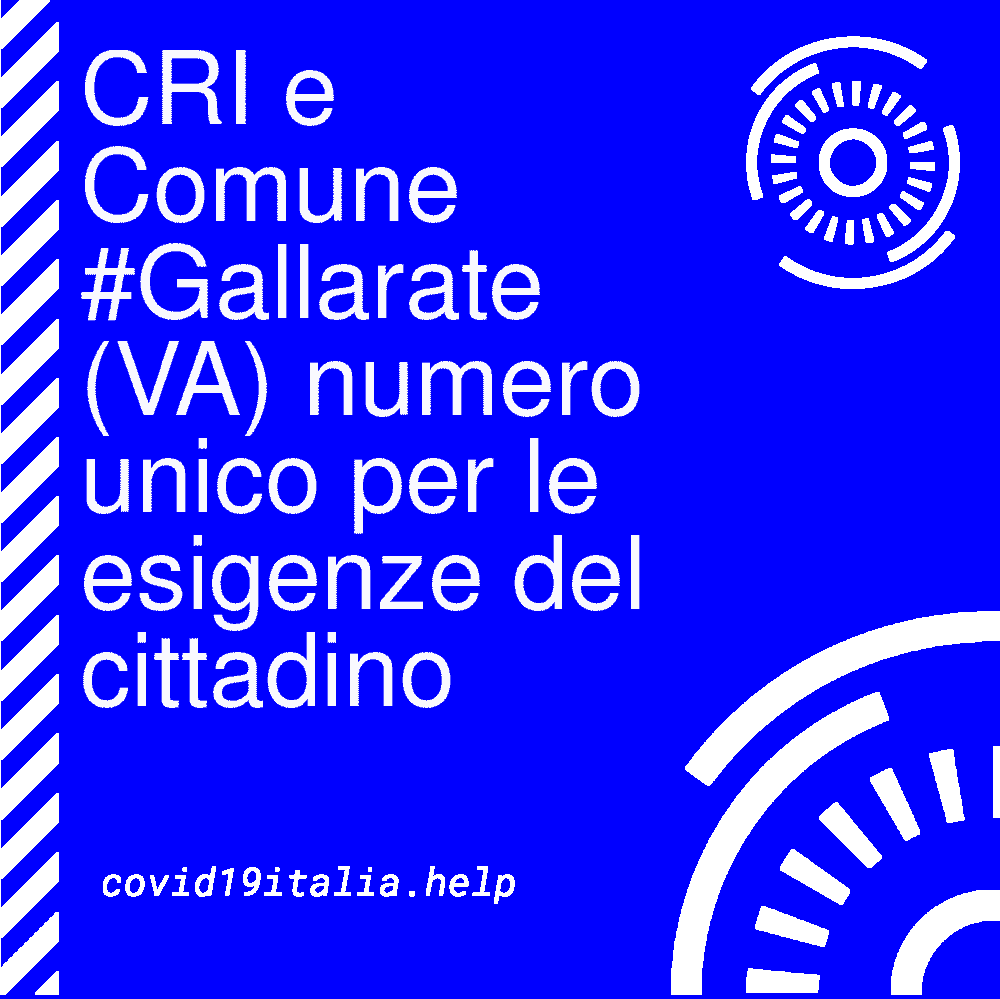 CRI e
Comune
#Gallarate
(VA) numero
unico per le
esigenze del
cittadino
covid19italia.help